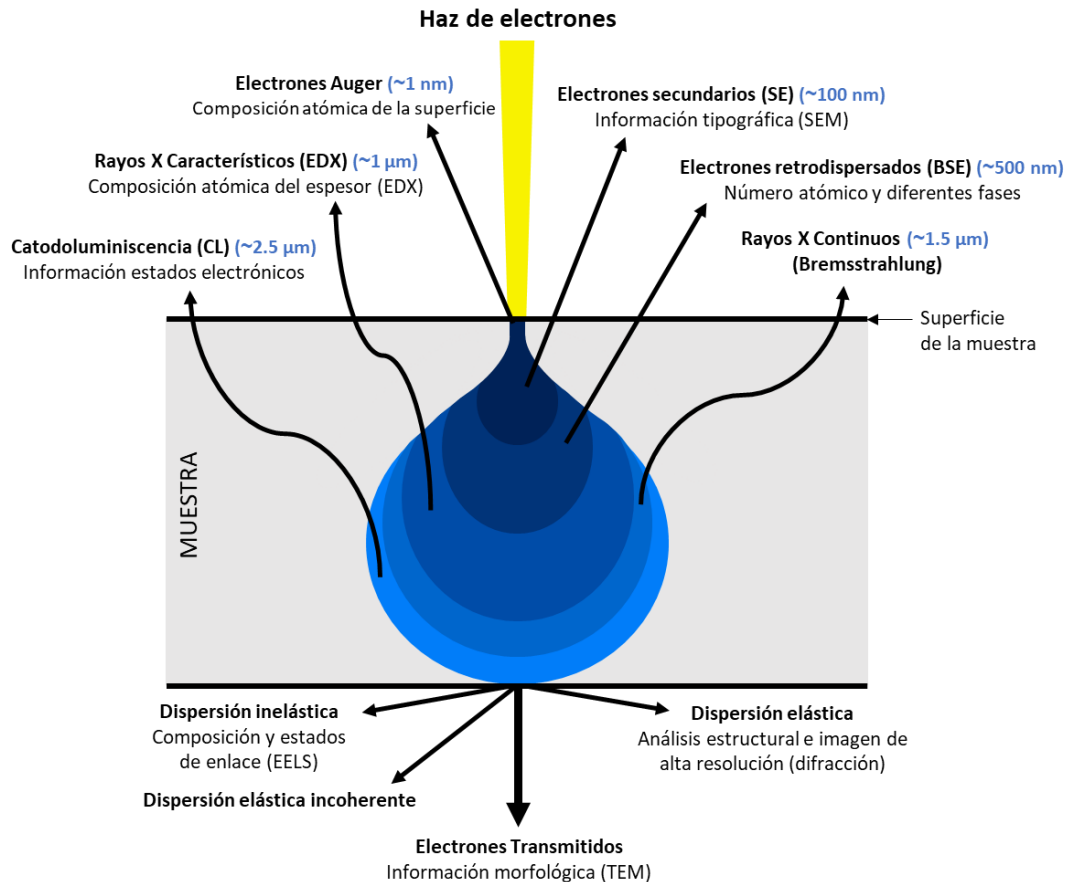 Haz de electrones
Electrones Auger (~1 nm)
Composición atómica de la superficie
Electrones secundarios (SE) (~100 nm)
Información tipográfica (SEM)
Rayos X Característicos (EDX) (~1 µm)
Composición atómica del espesor (EDX)
Electrones retrodispersados (BSE) (~500 nm)
Número atómico y diferentes fases
Catodoluminiscencia (CL) (~2.5 µm)
Información estados electrónicos
Rayos X Continuos (~1.5 µm)
(Bremsstrahlung)
Superficie
de la muestra
MUESTRA
Dispersión inelástica
Composición y estados
de enlace (EELS)
Dispersión elástica
Análisis estructural e imagen de
alta resolución (difracción)
Dispersión elástica incoherente
Electrones Transmitidos
Información morfológica (TEM)